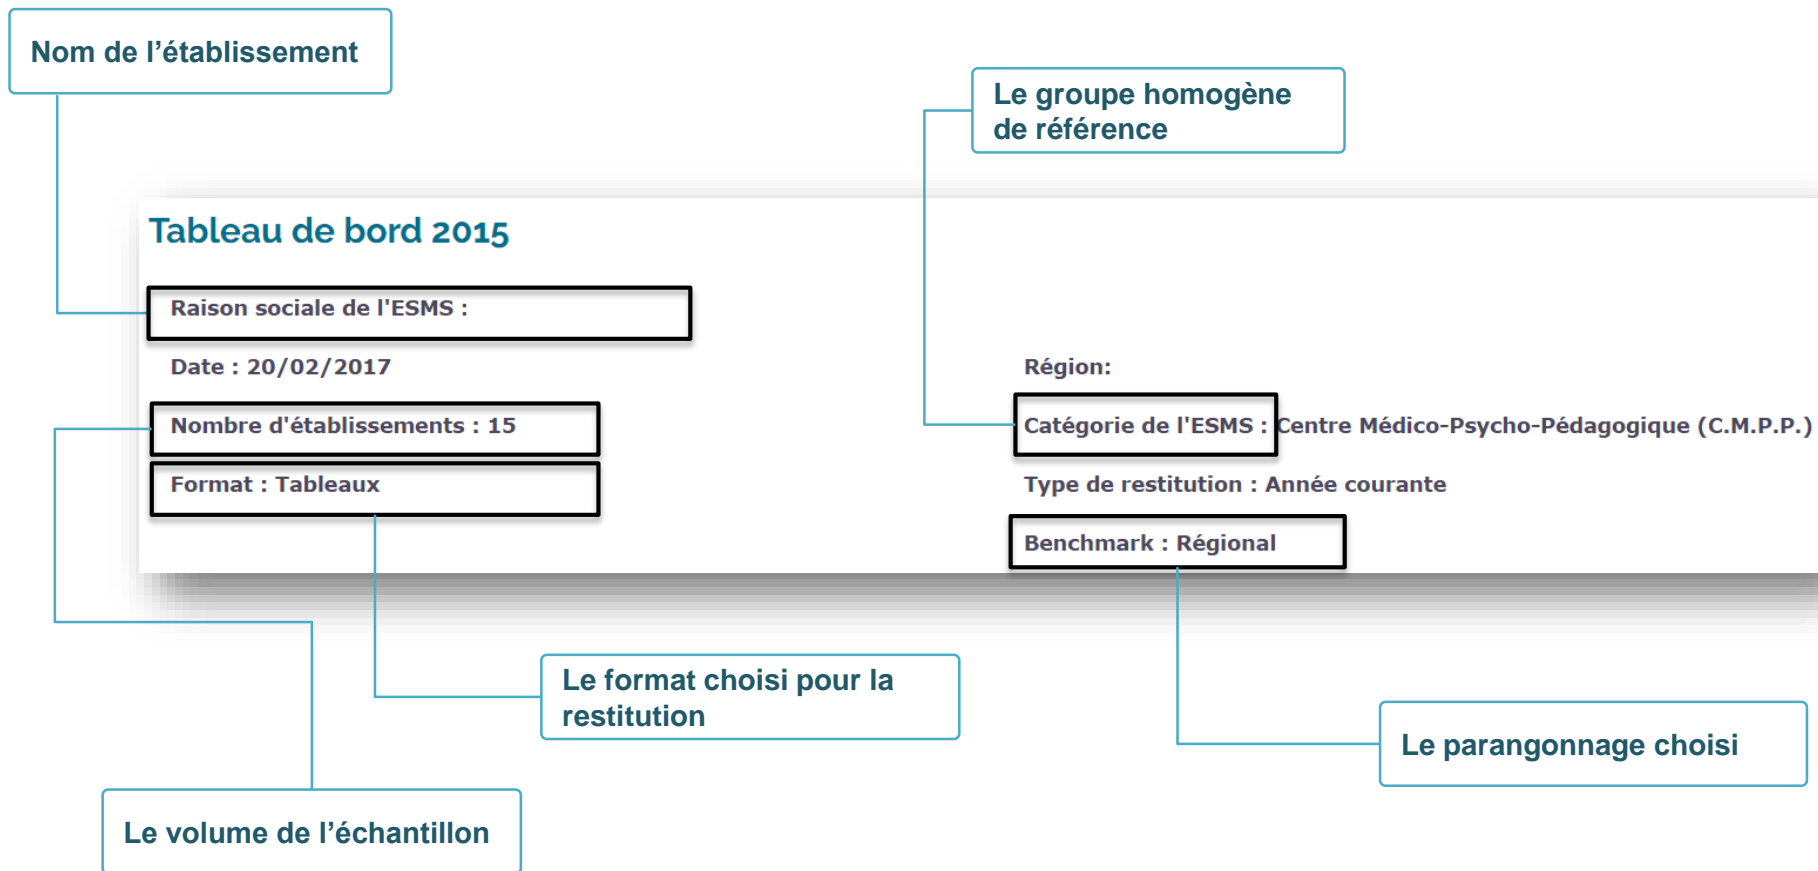 Nom de l’établissement
Le groupe homogène
de référence
Tableau de bord 2015
Raison sociale de l'ESMS :
Date : 20/02/2017
Région:
Nombre d'établissements : 15
Catégorie de l'ESMS : Centre Médico-Psycho-Pédagogique (C.M.P.P.)
Format : Tableaux
Type de restitution : Année courante
Benchmark : Régional
Le format choisi pour la
restitution
Le parangonnage choisi
Le volume de l’échantillon